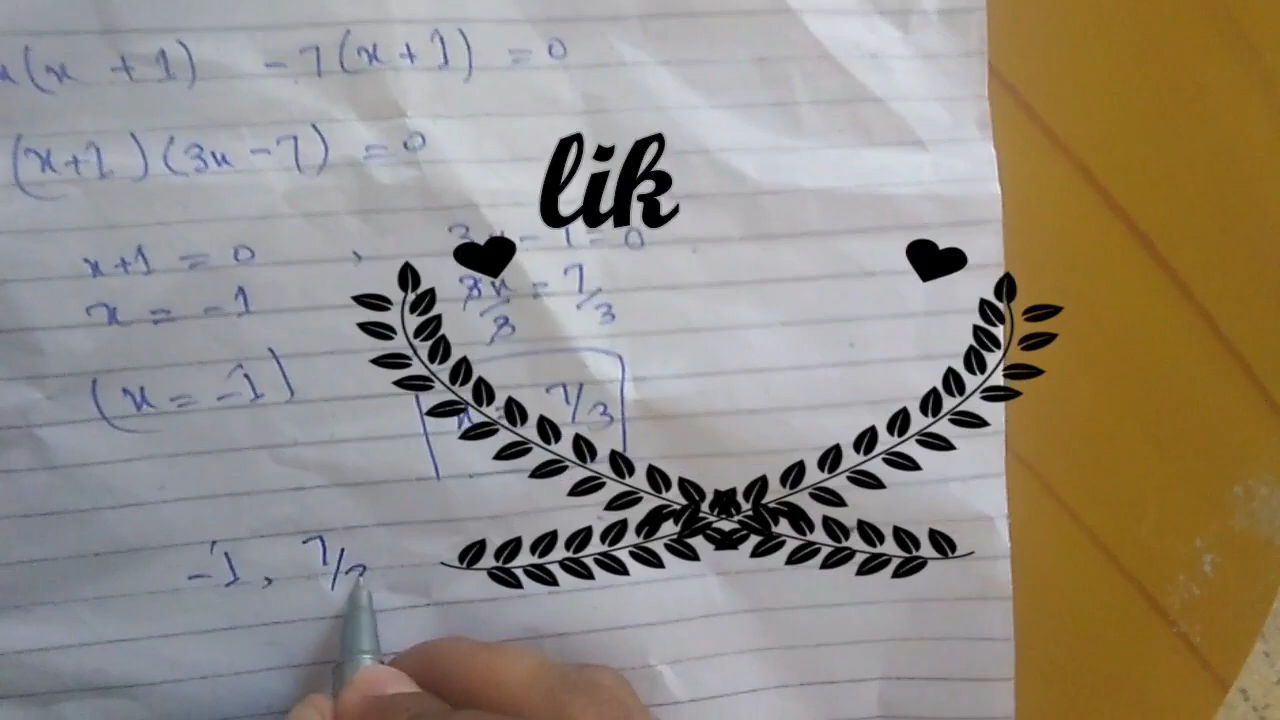 x(x + 1) - 7(x + 1) = 0
(x+1)(3x - 7) = 0
lik
x+1 = 0 , 3x - 7 = 0
x = -1 3x/3 = 7/3
(x = -1) x = 7/3
-1, 7/3